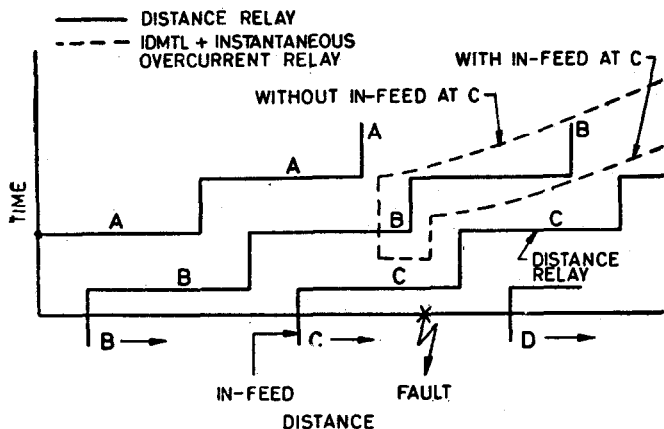 DISTANCE RELAY
IDMTL + INSTANTANEOUS
OVERCURRENT RELAY
WITH IN-FEED AT C
WITHOUT IN-FEED AT C
A
B
A
TIME
A
B
C
B
C
DISTANCE
RELAY
B
C
D
IN-FEED
FAULT
DISTANCE